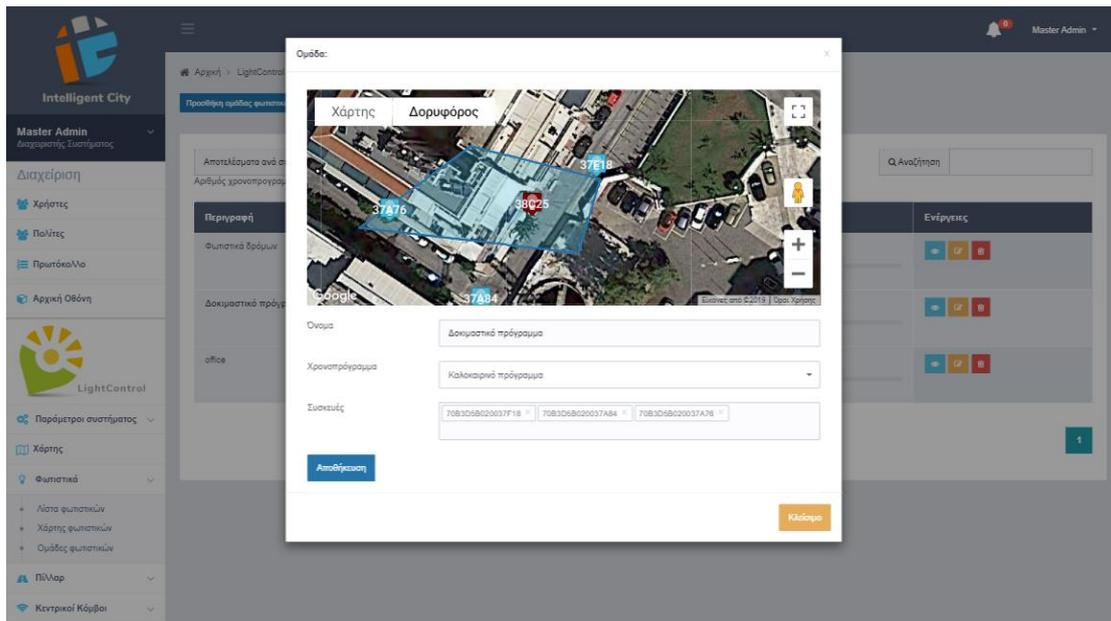 Intelligent City
Master Admin
Διαχειριστής Συστήματος
Διαχείριση
Χρήστες
Πολίτες
Πρωτόκολλο
Αρχική Οθόνη
LightControl
Παράμετροι συστήματος
Χάρτης
Φωτιστικά
Λίστα φωτιστικών
Χάρτης φωτιστικών
Ομάδες φωτιστικών
Πίλλαρ
Κεντρικοί Κόμβοι
0
Master Admin
Αρχική > LightControl
Προσθήκη ομάδας
Αποτελέσματα ανά
Αριθμός
Αναζήτηση
Περιγραφή
Ενέργειες
Φωτιστικά δρόμων
Δοκιμαστικό
office
1
Ομάδα:
x
Χάρτης
Δορυφόρος
37E18
37A76
38C25
37A84
Google
Εικόνες από ©2019
Όροι Χρήσης
Όνομα
Δοκιμαστικό πρόγραμμα
Χρονοπρόγραμμα
Καλοκαιρινό πρόγραμμα
Συσκευές
70B3D5B020037F18 ×
70B3D5B020037A84 ×
70B3D5B020037A76 ×
Αποθήκευση
Κλείσιμο